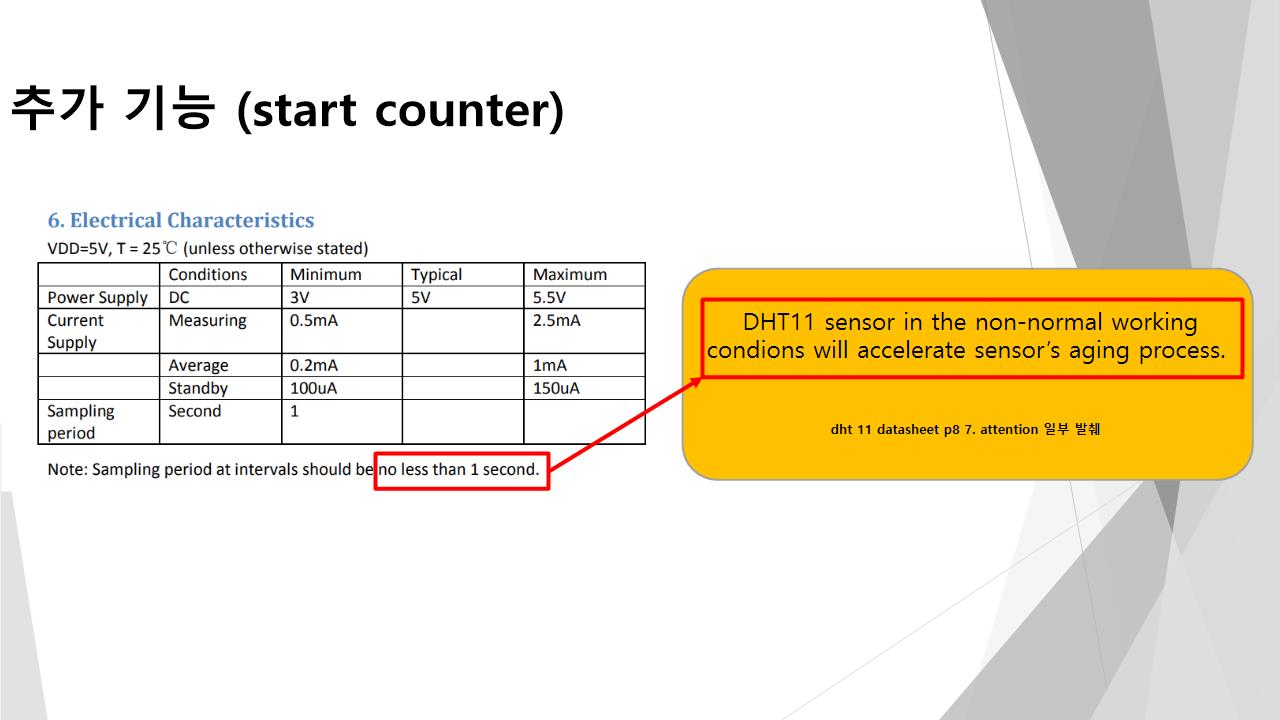 추가 기능 (start counter)
6. Electrical Characteristics
VDD=5V, T = 25℃ (unless otherwise stated)
Conditions Minimum Typical Maximum
Power Supply DC 3V 5V 5.5V
Current Measuring 0.5mA 2.5mA
Supply
Average 0.2mA 1mA
Standby 100uA 150uA
Sampling Second 1
period
Note: Sampling period at intervals should be no less than 1 second.
DHT11 sensor in the non-normal working
condions will accelerate sensor’s aging process.
dht 11 datasheet p8 7. attention 일부 발췌